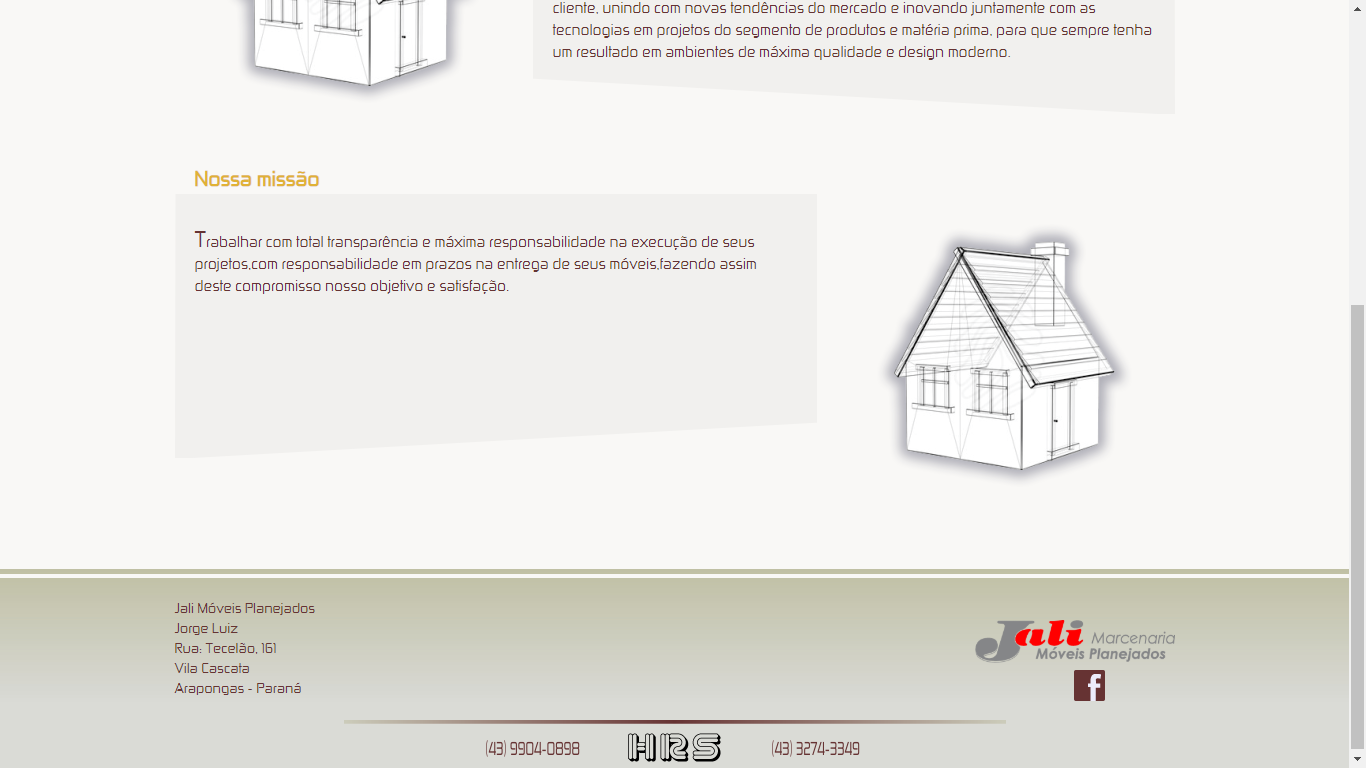 cliente, unindo com novas tendências do mercado e inovando juntamente com as
tecnologias em projetos do segmento de produtos e matéria prima, para que sempre tenha
um resultado em ambientes de máxima qualidade e design moderno.
Nossa missão
Trabalhar com total transparência e máxima responsabilidade na execução de seus
projetos,com responsabilidade em prazos na entrega de seus móveis,fazendo assim
deste compromisso nosso objetivo e satisfação.
Jali Móveis Planejados
Jorge Luiz
Rua: Tecelão, 161
Vila Cascata
Arapongas - Paraná
Jali Marcenaria
Móveis Planejados
f
(43) 9904-0898 HRS (43) 3274-3349